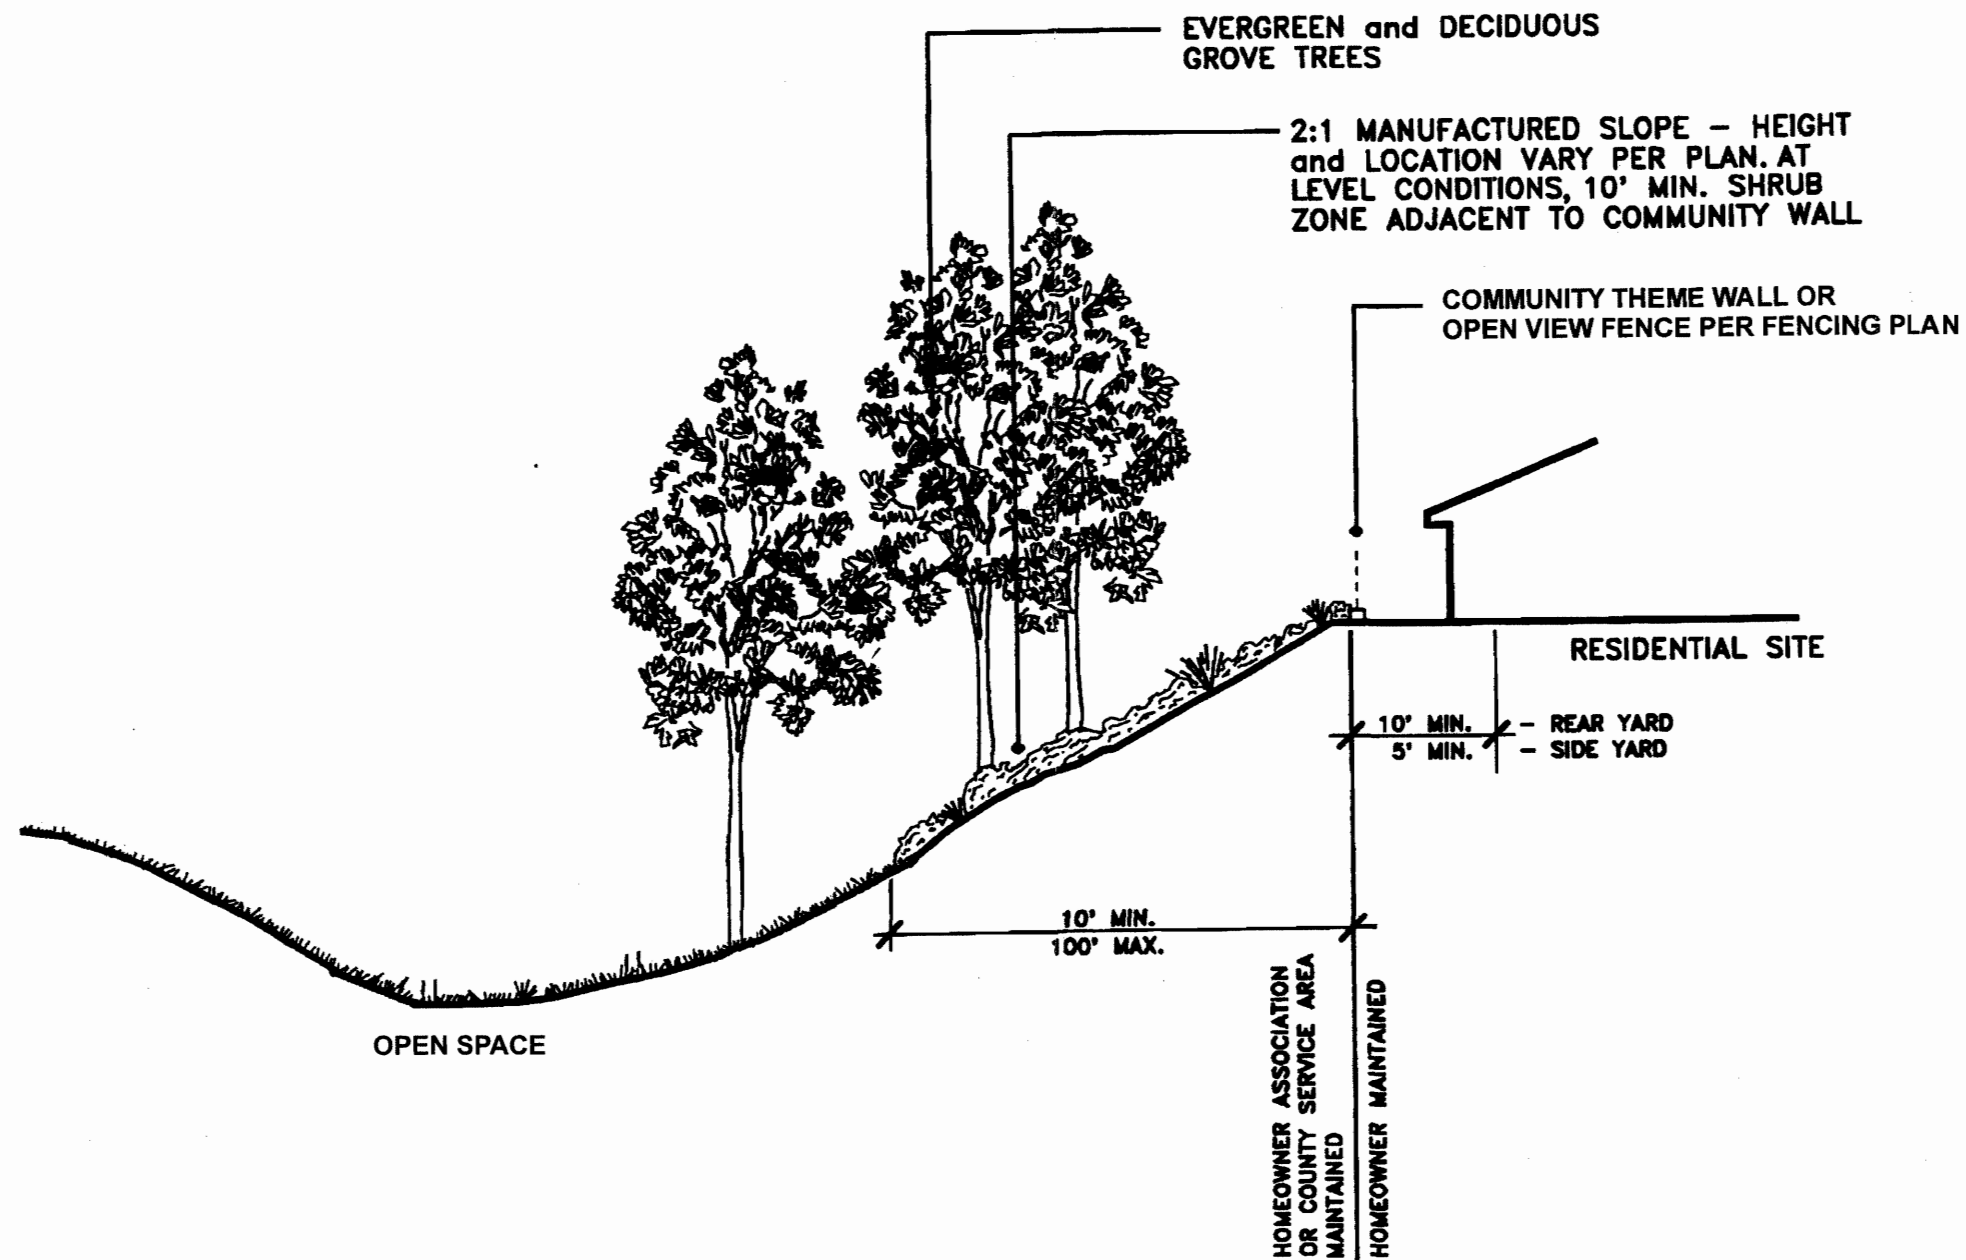 EVERGREEN and DECIDUOUS
GROVE TREES
2:1 MANUFACTURED SLOPE – HEIGHT
and LOCATION VARY PER PLAN. AT
LEVEL CONDITIONS, 10' MIN. SHRUB
ZONE ADJACENT TO COMMUNITY WALL
COMMUNITY THEME WALL OR
OPEN VIEW FENCE PER FENCING PLAN
RESIDENTIAL SITE
10' MIN. – REAR YARD
5' MIN. – SIDE YARD
10' MIN.
100' MAX.
OPEN SPACE
HOMEOWNER ASSOCIATION
OR COUNTY SERVICE AREA
MAINTAINED
HOMEOWNER MAINTAINED